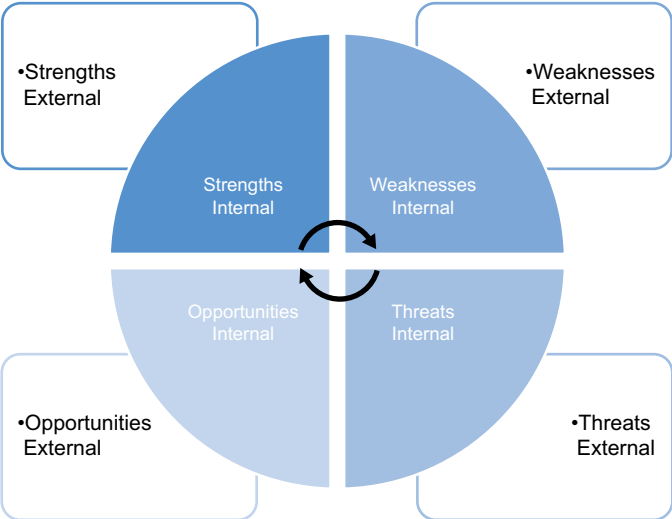 •Strengths
External
•Weaknesses
External
Strengths
Internal
Weaknesses
Internal
Opportunities
Internal
Threats
Internal
•Opportunities
External
•Threats
External